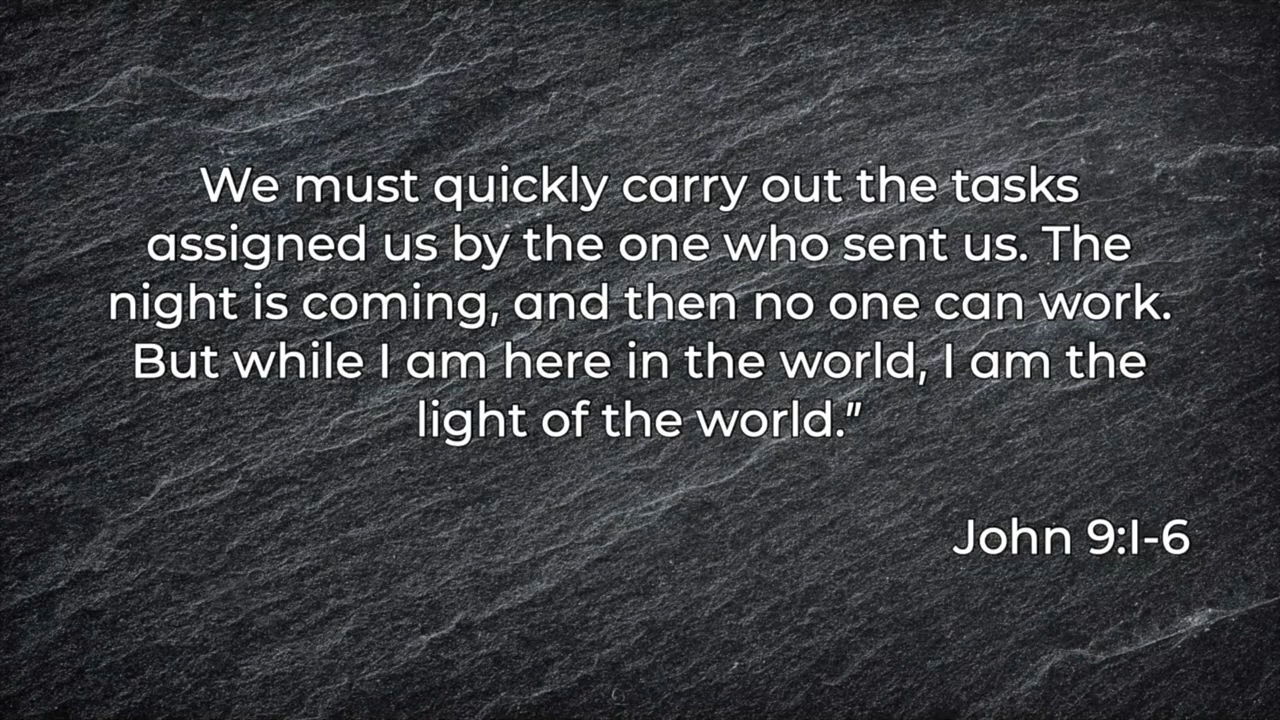 We must quickly carry out the tasks
assigned us by the one who sent us. The
night is coming, and then no one can work.
But while I am here in the world, I am the
light of the world.”
John 9:I-6